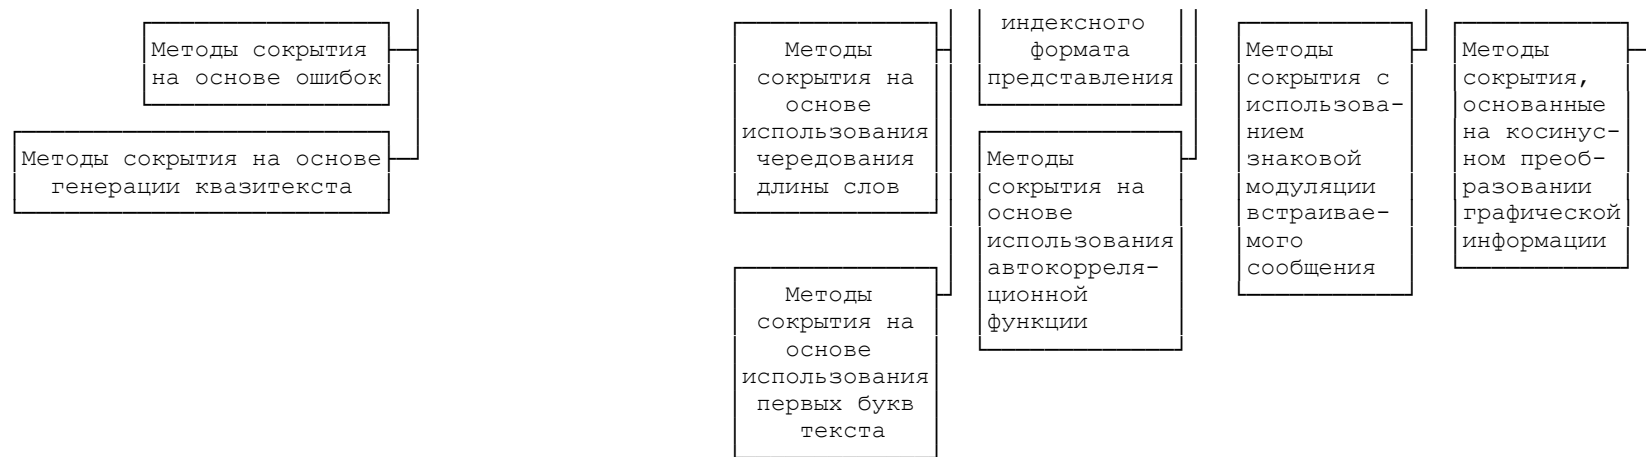 Методы сокрытия
на основе ошибок
Методы сокрытия на основе
генерации квазитекста
Методы
сокрытия на
основе
использования
чередования
длины слов
Методы
сокрытия на
основе
использования
первых букв
текста
индексного
формата
представления
Методы
сокрытия на
основе
использования
автокорреля-
ционной
функции
Методы
сокрытия с
использова-
нием
знаковой
модуляции
встраивае-
мого
сообщения
Методы
сокрытия,
основанные
на косинус-
ном преоб-
разовании
графической
информации